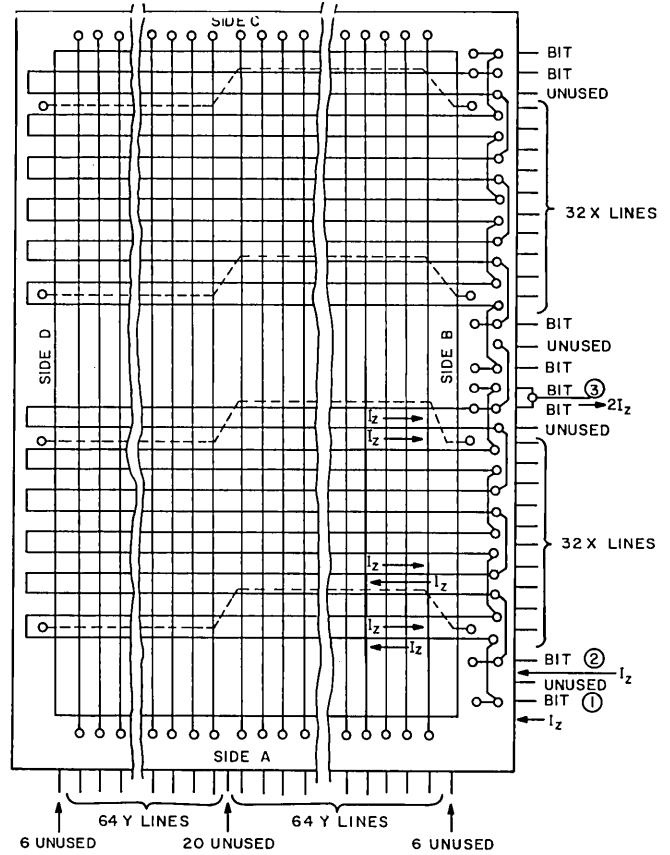 SIDE C
BIT
BIT
UNUSED
32 X LINES
SIDE D
SIDE B
BIT
UNUSED
BIT
BIT ③
BIT → 2Iz
UNUSED
Iz
Iz
32 X LINES
Iz
Iz
Iz
Iz
BIT ②
Iz
UNUSED
BIT ①
Iz
SIDE A
64 Y LINES
64 Y LINES
6 UNUSED
20 UNUSED
6 UNUSED